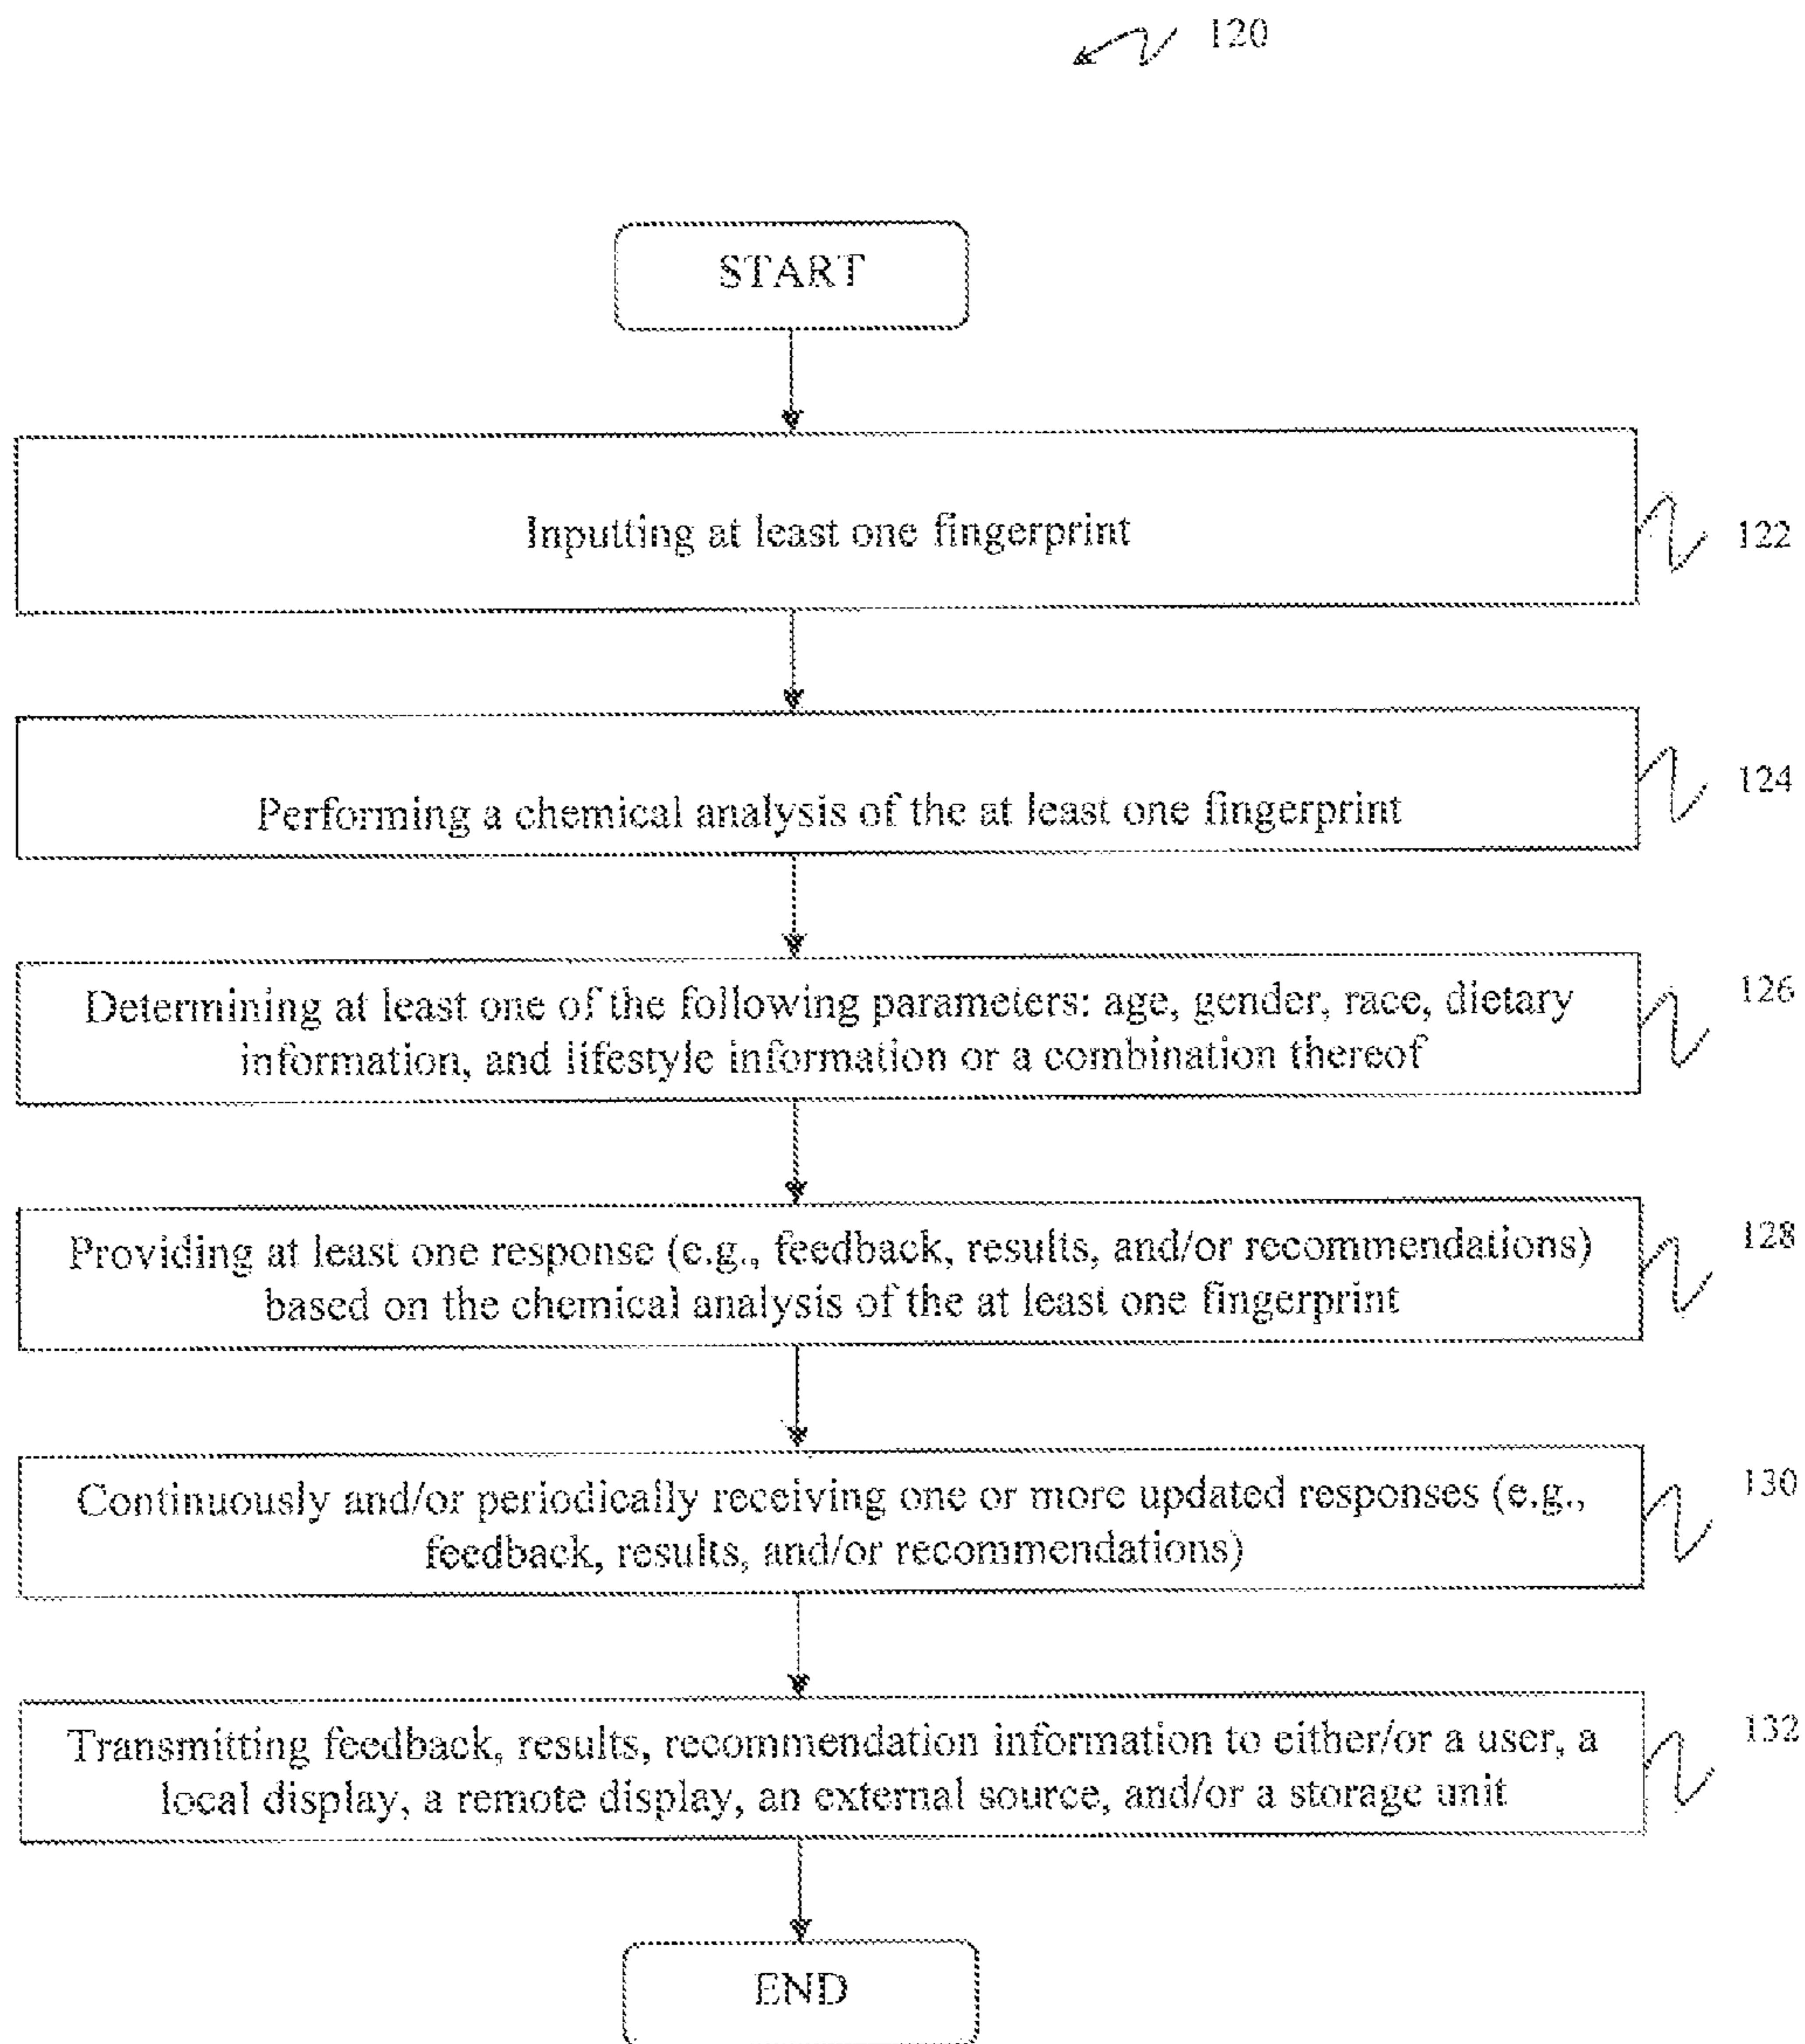 120
START
Inputting at least one fingerprint
122
Performing a chemical analysis of the at least one fingerprint
124
Determining at least one of the following parameters: age, gender, race, dietary
information, and lifestyle information or a combination thereof
126
Providing at least one response (e.g., feedback, results, and/or recommendations)
based on the chemical analysis of the at least one fingerprint
128
Continuously and/or periodically receiving one or more updated responses (e.g.,
feedback, results, and/or recommendations)
130
Transmitting feedback, results, recommendation information to either/or a user, a
local display, a remote display, an external source, and/or a storage unit
132
END